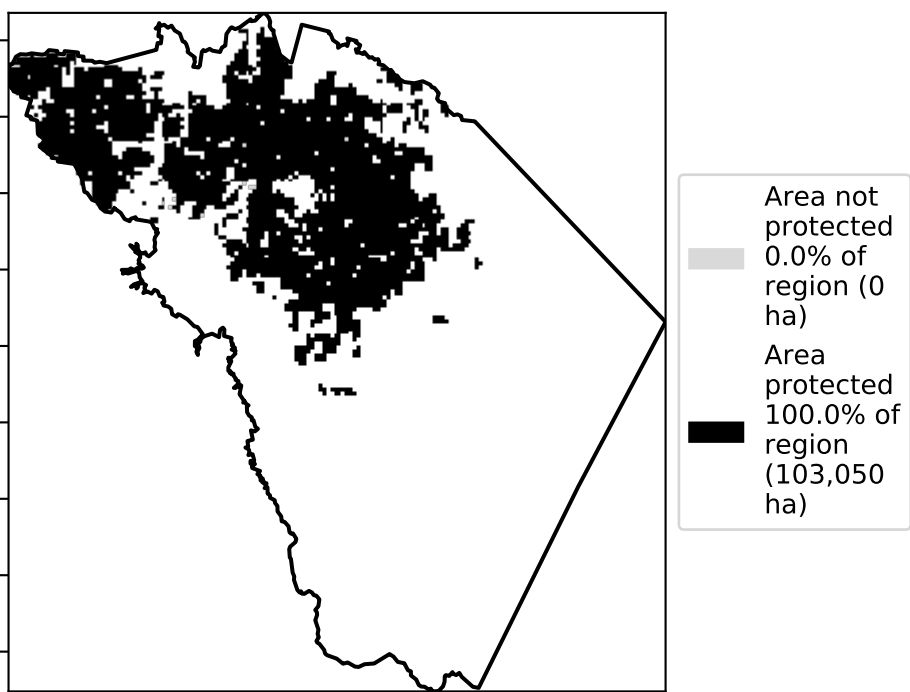 Area not
protected
0.0% of
region (0
ha)
Area
protected
100.0% of
region
(103,050
ha)